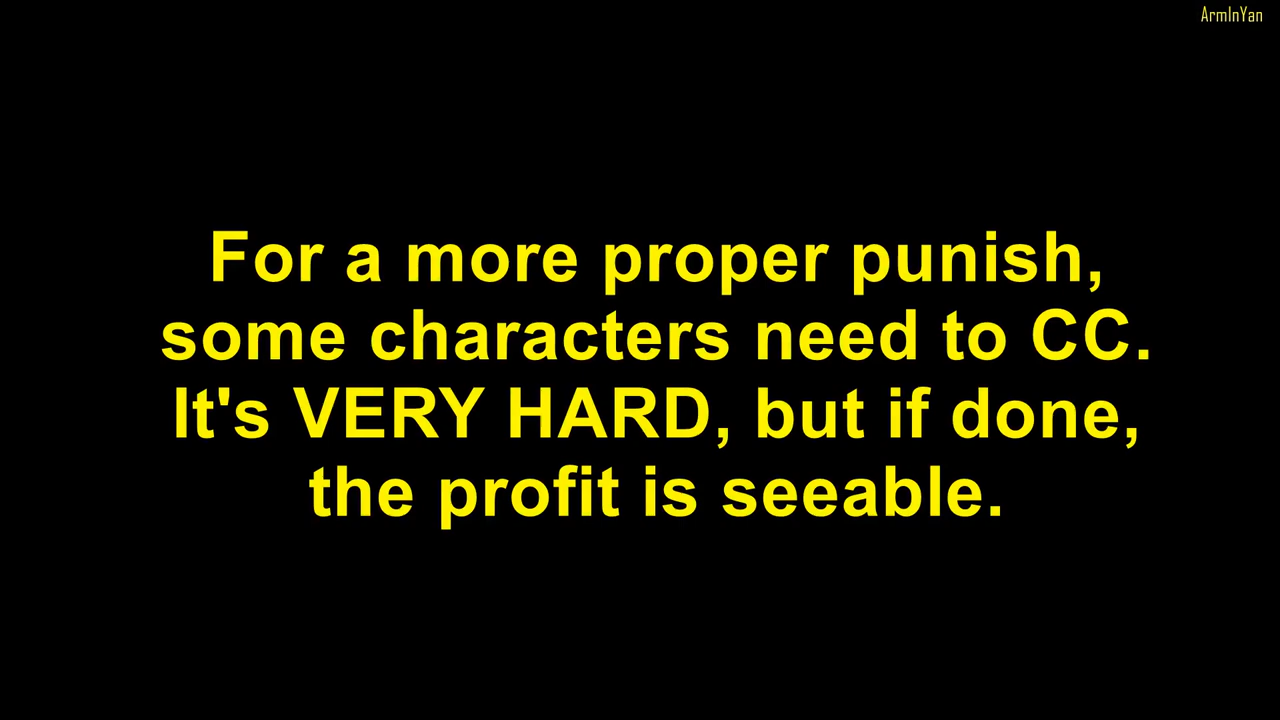 ArmInYan
For a more proper punish,
some characters need to CC.
It's VERY HARD, but if done,
the profit is seeable.